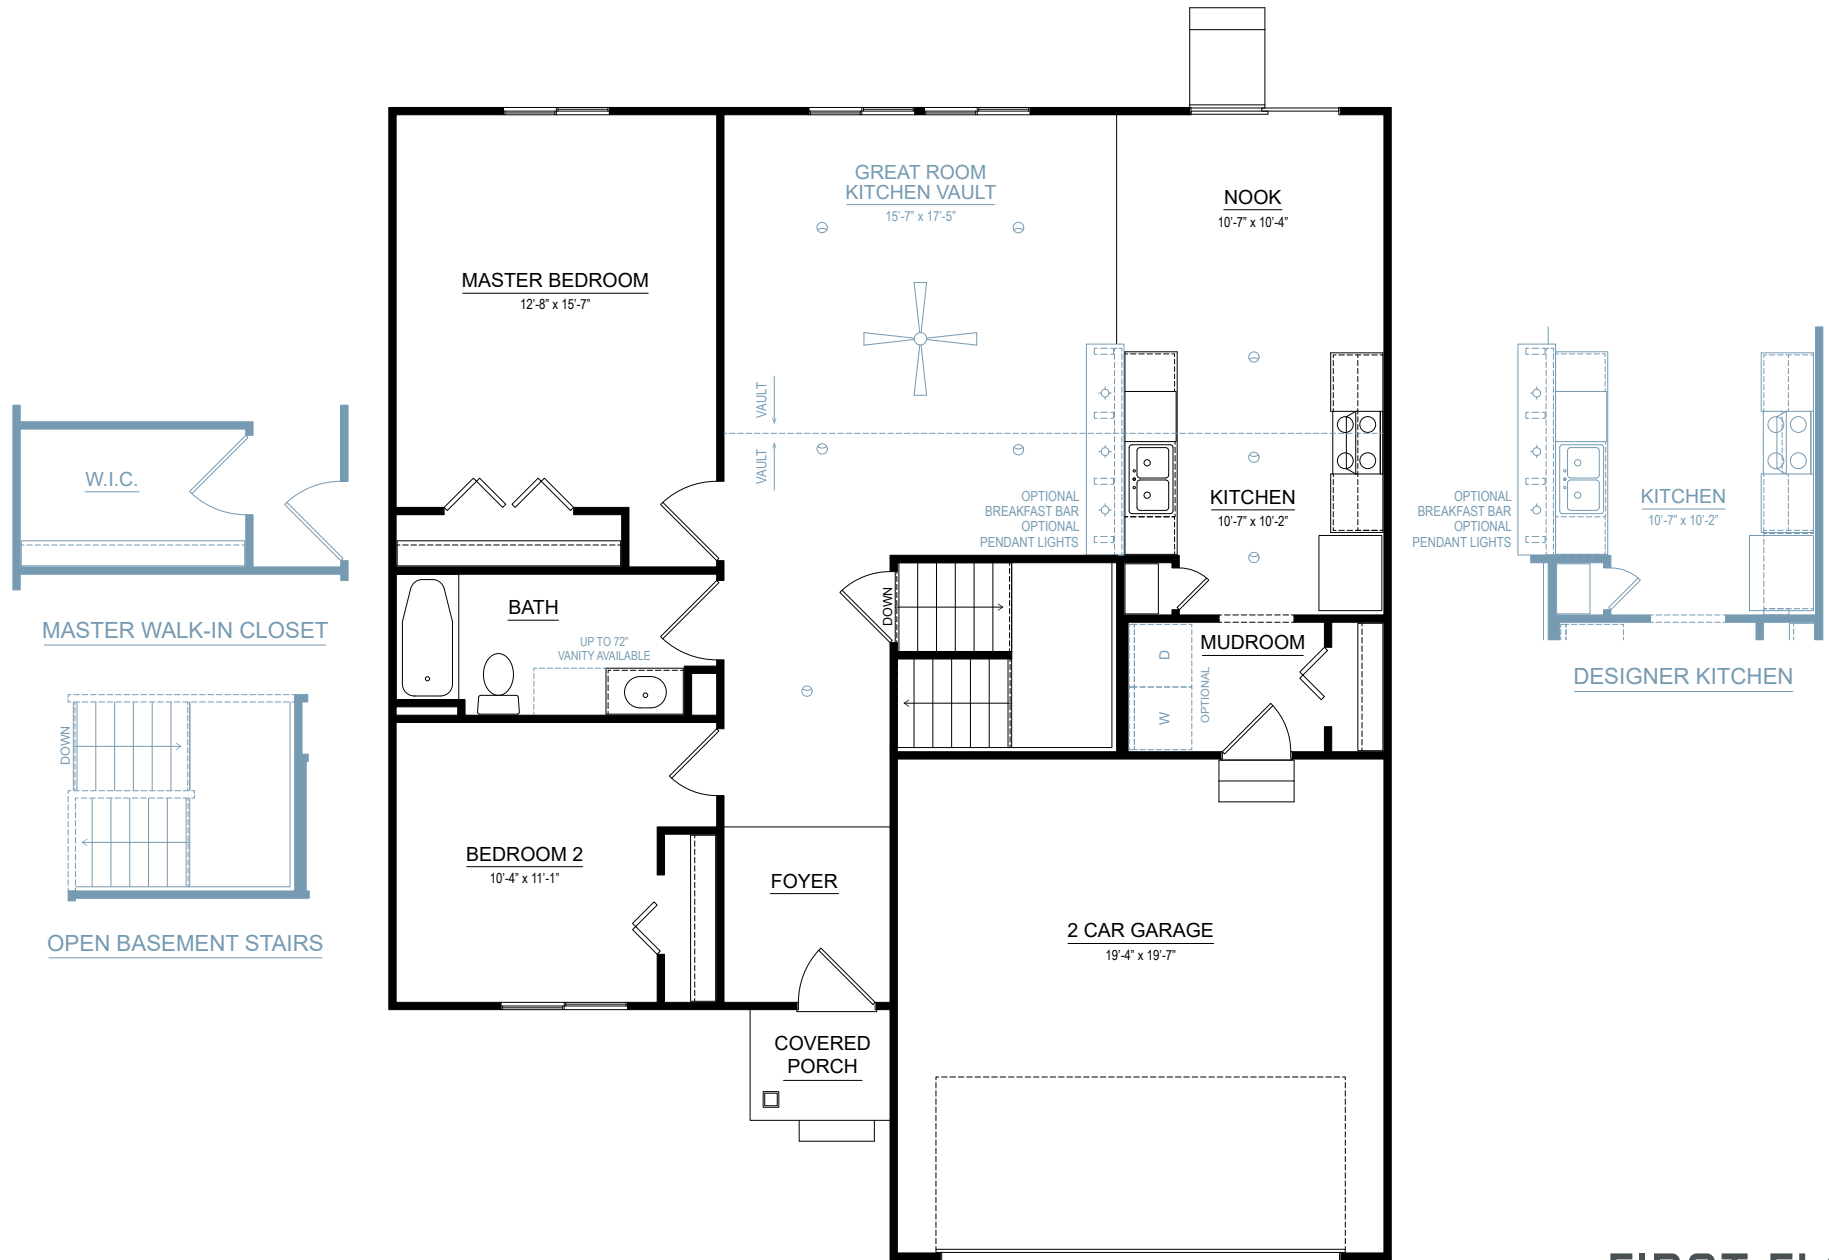 GREAT ROOM
KITCHEN VAULT
15'-7" x 17'-5"
NOOK
10'-7" x 10'-4"
MASTER BEDROOM
12'-8" x 15'-7"
VAULT
VAULT
W.I.C.
MASTER WALK-IN CLOSET
OPTIONAL
BREAKFAST BAR
OPTIONAL
PENDANT LIGHTS
KITCHEN
10'-7" x 10'-2"
OPTIONAL
BREAKFAST BAR
OPTIONAL
PENDANT LIGHTS
KITCHEN
10'-7" x 10'-2"
DESIGNER KITCHEN
BATH
UP TO 72"
VANITY AVAILABLE
DOWN
MUDROOM
D
W
OPTIONAL
DOWN
OPEN BASEMENT STAIRS
BEDROOM 2
10'-4" x 11'-1"
FOYER
2 CAR GARAGE
19'-4" x 19'-7"
COVERED
PORCH
FIRST